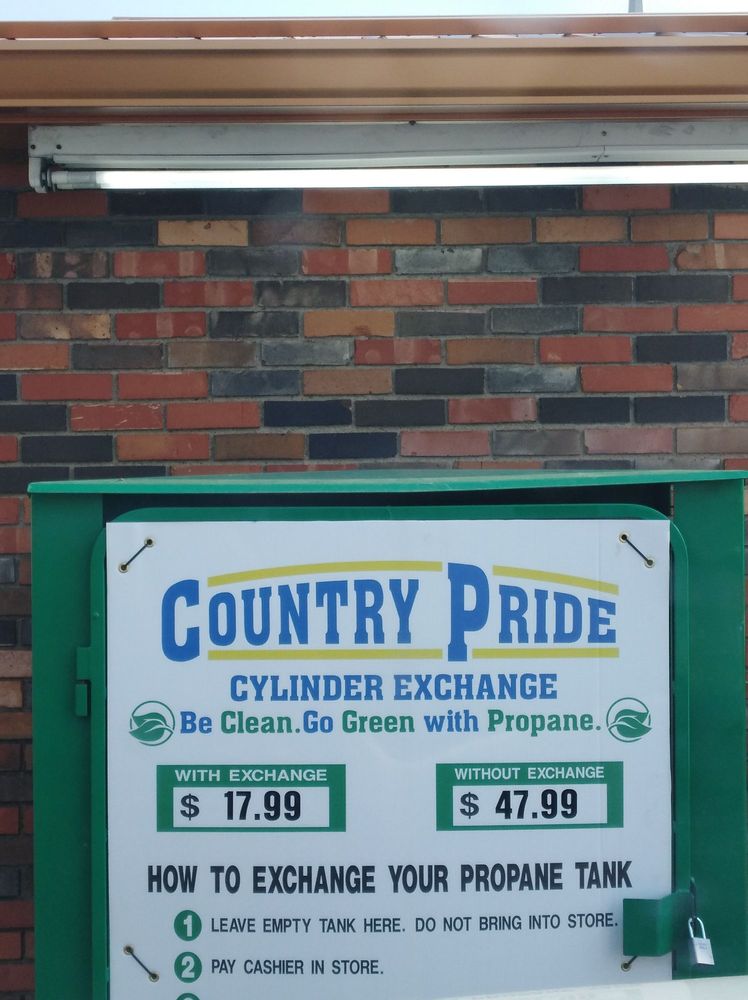 COUNTRY PRIDE
CYLINDER EXCHANGE
Be Clean.Go Green with Propane.
WITH EXCHANGE
$ 17.99
WITHOUT EXCHANGE
$ 47.99
HOW TO EXCHANGE YOUR PROPANE TANK
1 LEAVE EMPTY TANK HERE. DO NOT BRING INTO STORE.
2 PAY CASHIER IN STORE.